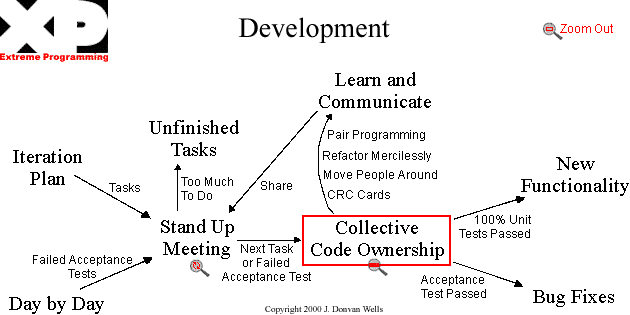 XP
Extreme Programming
Development
Zoom Out
Learn and
Communicate
Unfinished
Tasks
Pair Programming
Refactor Mercilessly
Move People Around
CRC Cards
Iteration
Plan
Tasks
Too Much
To Do
Share
New
Functionality
Stand Up
Meeting
Next Task
or Failed
Acceptance Test
Collective
Code Ownership
100% Unit
Tests Passed
Failed Acceptance
Tests
Acceptance
Test Passed
Day by Day
Bug Fixes
Copyright 2000 J. Donvan Wells